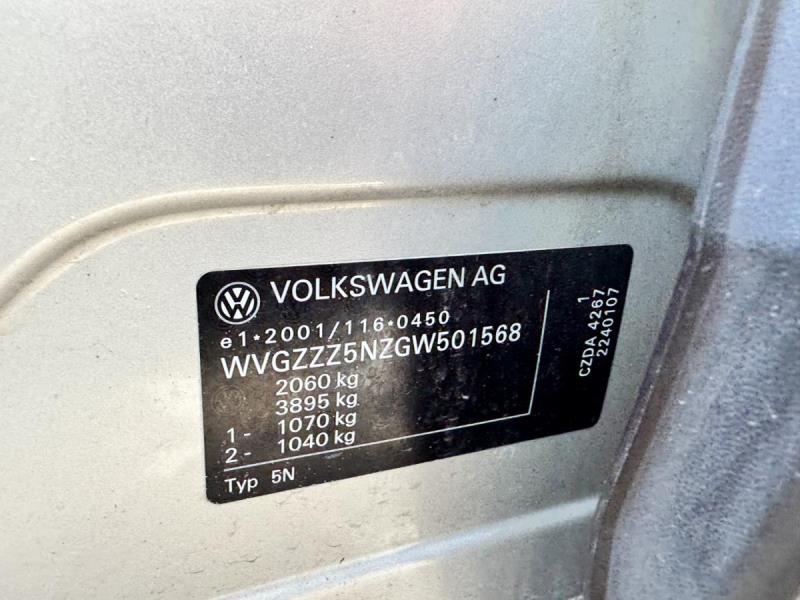 VOLKSWAGEN AG
e1*2001/116*0450
WVGZZZ5NZGW501568
2060 kg
3895 kg
1 - 1070 kg
2 - 1040 kg
Typ 5N
1
CZDA 4267
2240107